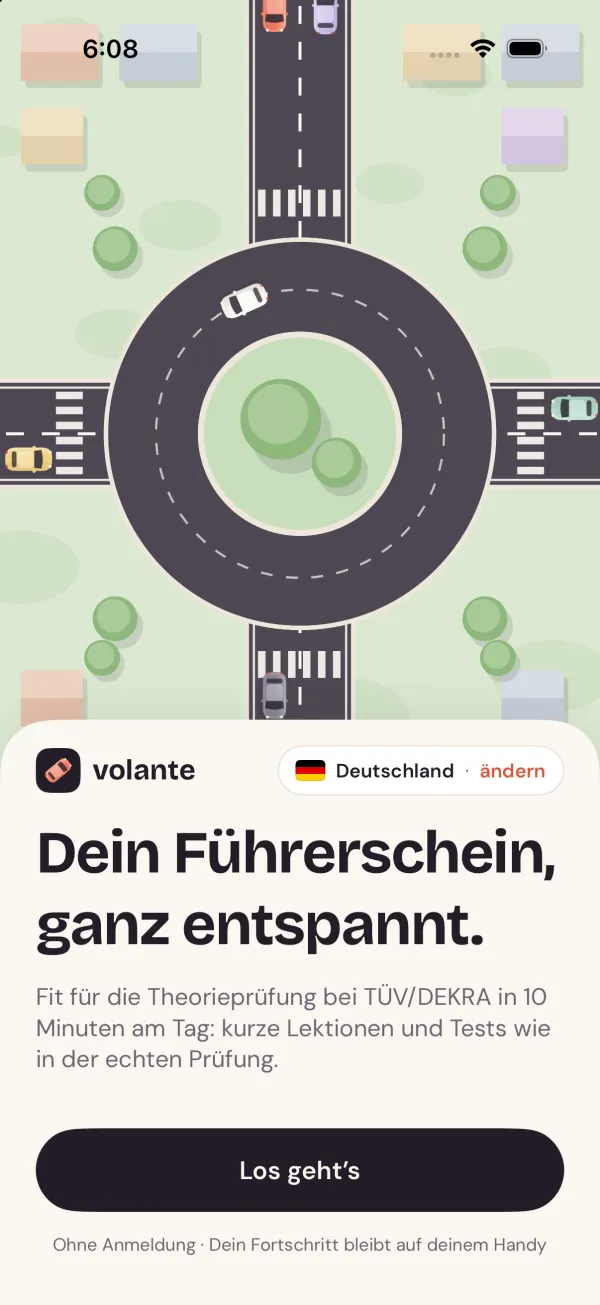 6:08
volante
Deutschland · ändern
Dein Führerschein,
ganz entspannt.
Fit für die Theorieprüfung bei TÜV/DEKRA in 10
Minuten am Tag: kurze Lektionen und Tests wie
in der echten Prüfung.
Los geht’s
Ohne Anmeldung · Dein Fortschritt bleibt auf deinem Handy